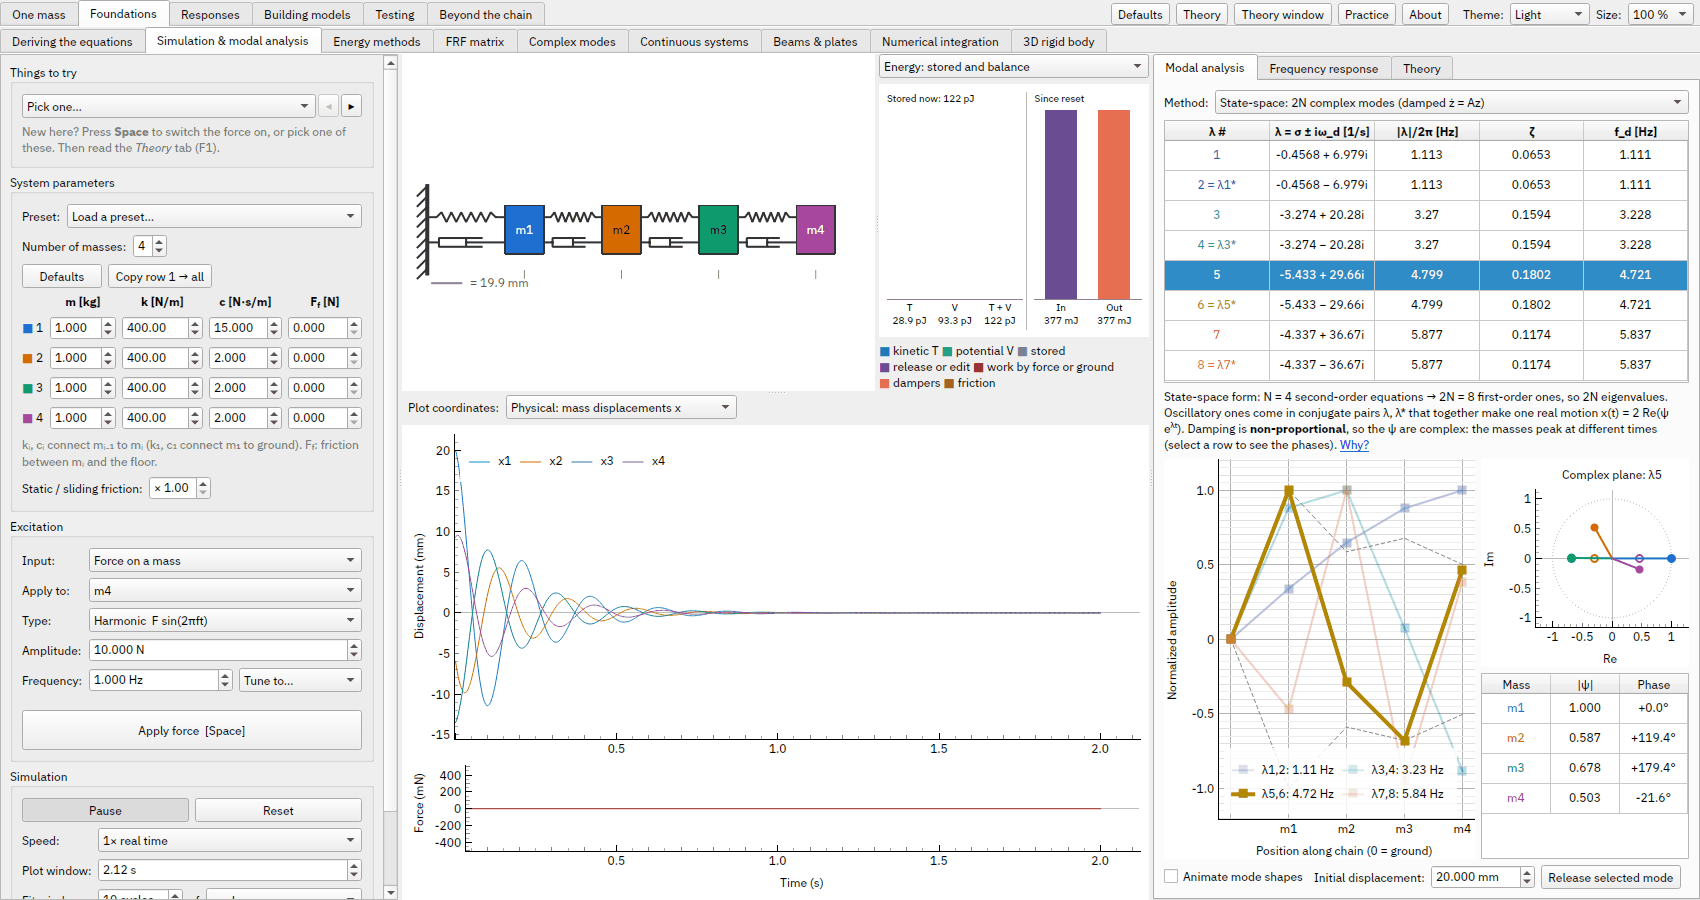 One mass Foundations Responses Building models Testing Beyond the chain Defaults Theory Theory window Practice About Theme: Light Size: 100 %
Deriving the equations Simulation & modal analysis Energy methods FRF matrix Complex modes Continuous systems Beams & plates Numerical integration 3D rigid body
Things to try
Pick one...
New here? Press Space to switch the force on, or pick one of
these. Then read the Theory tab (F1).
System parameters
Preset: Load a preset...
Number of masses: 4
Defaults Copy row 1 → all
m [kg] k [N/m] c [N·s/m] Ff [N]
1 1.000 400.00 15.000 0.000
2 1.000 400.00 2.000 0.000
3 1.000 400.00 2.000 0.000
4 1.000 400.00 2.000 0.000
kᵢ, cᵢ connect mᵢ₋₁ to mᵢ (k₁, c₁ connect m₁ to ground). Ff: friction
between mᵢ and the floor.
Static / sliding friction: × 1.00
Excitation
Input: Force on a mass
Apply to: m4
Type: Harmonic F sin(2πft)
Amplitude: 10.000 N
Frequency: 1.000 Hz Tune to...
Apply force [Space]
Simulation
Pause Reset
Speed: 1× real time
Plot window: 2.12 s
m1 m2 m3 m4
= 19.9 mm
Energy: stored and balance
Stored now: 122 pJ Since reset
T V T + V In Out
28.9 pJ 93.3 pJ 122 pJ 377 mJ 377 mJ
kinetic T potential V stored
release or edit work by force or ground
dampers friction
Plot coordinates: Physical: mass displacements x
x1 x2 x3 x4
Displacement (mm)
20
15
10
5
0
-5
-10
-15
0.5 1.0 1.5 2.0
Force (mN)
400
200
0
-200
-400
0.5 1.0 1.5 2.0
Time (s)
Modal analysis Frequency response Theory
Method: State-space: 2N complex modes (damped ż = Az)
λ # λ = σ ± iω_d [1/s] |λ|/2π [Hz] ζ f_d [Hz]
1 -0.4568 + 6.979i 1.113 0.0653 1.111
2 = λ1* -0.4568 − 6.979i 1.113 0.0653 1.111
3 -3.274 + 20.28i 3.27 0.1594 3.228
4 = λ3* -3.274 − 20.28i 3.27 0.1594 3.228
5 -5.433 + 29.66i 4.799 0.1802 4.721
6 = λ5* -5.433 − 29.66i 4.799 0.1802 4.721
7 -4.337 + 36.67i 5.877 0.1174 5.837
8 = λ7* -4.337 − 36.67i 5.877 0.1174 5.837
State-space form: N = 4 second-order equations → 2N = 8 first-order ones, so 2N eigenvalues.
Oscillatory ones come in conjugate pairs λ, λ* that together make one real motion x(t) = 2 Re(ψ
e^λt). Damping is non-proportional, so the ψ are complex: the masses peak at different times
(select a row to see the phases). Why?
Normalized amplitude
1.0
0.5
0
-0.5
-1.0
λ1,2: 1.11 Hz λ3,4: 3.23 Hz
λ5,6: 4.72 Hz λ7,8: 5.84 Hz
m1 m2 m3 m4
Position along chain (0 = ground)
Complex plane: λ5
Im
1
0.5
0
-0.5
-1
-1 -0.5 0 0.5 1
Re
Mass |ψ| Phase
m1 1.000 +0.0°
m2 0.587 +119.4°
m3 0.678 +179.4°
m4 0.503 -21.6°
Animate mode shapes Initial displacement: 20.000 mm Release selected mode